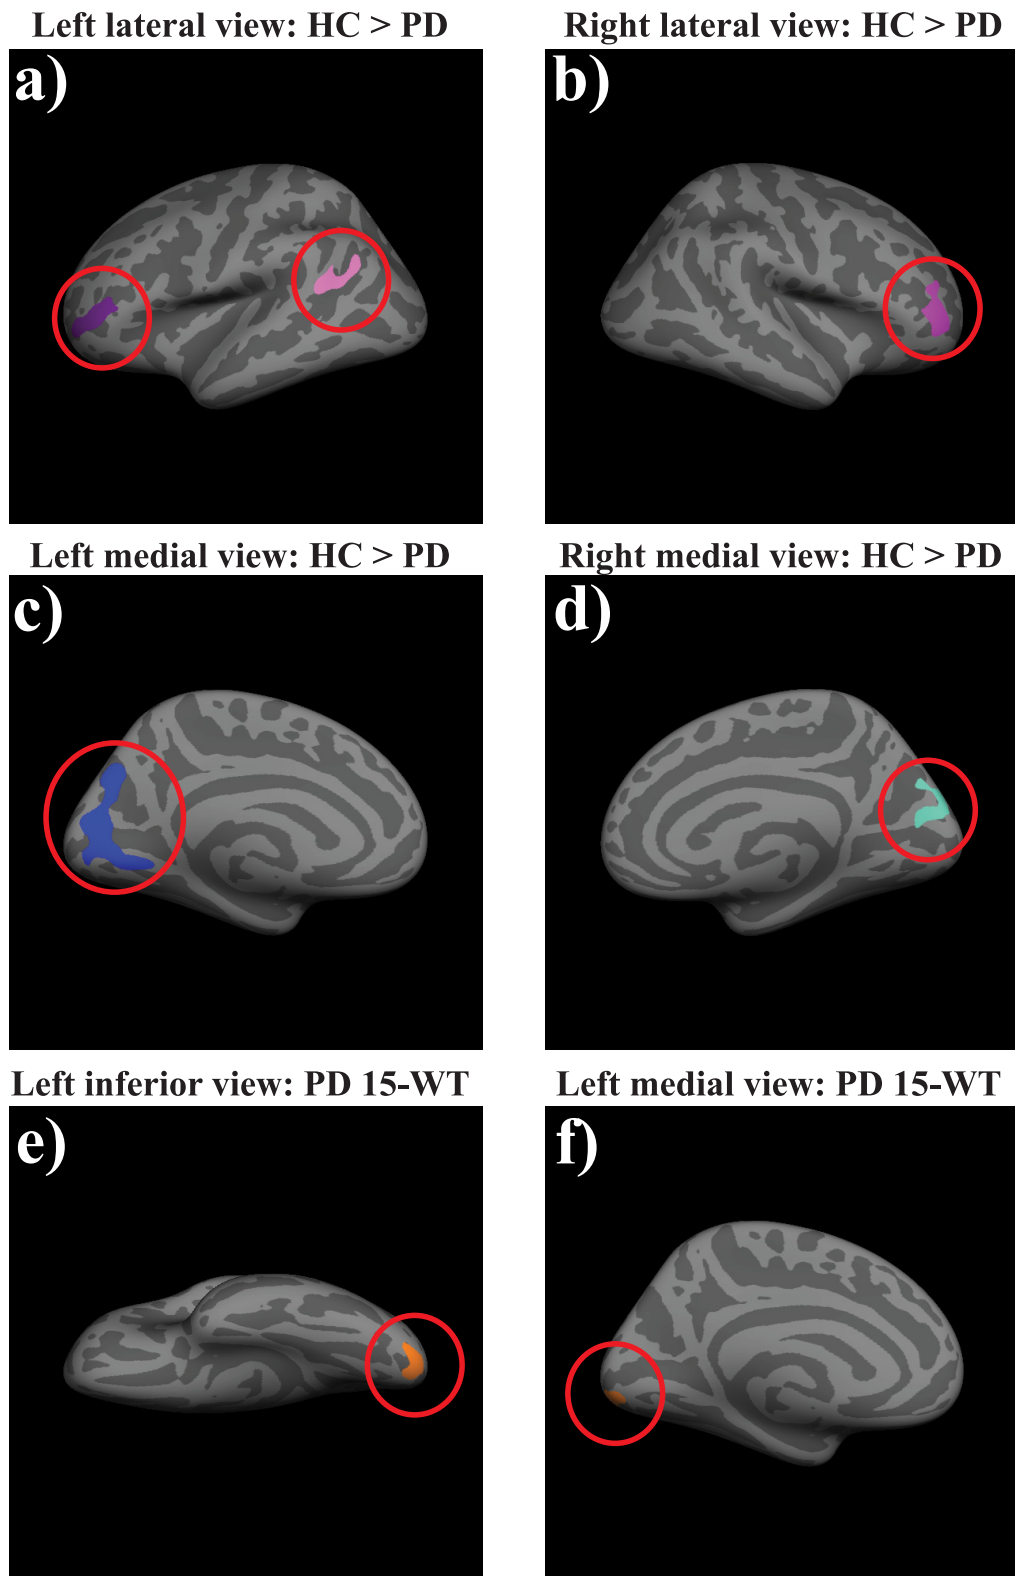 Left lateral view: HC > PD
Right lateral view: HC > PD
a)
b)
Left medial view: HC > PD
Right medial view: HC > PD
c)
d)
Left inferior view: PD 15-WT
Left medial view: PD 15-WT
e)
f)